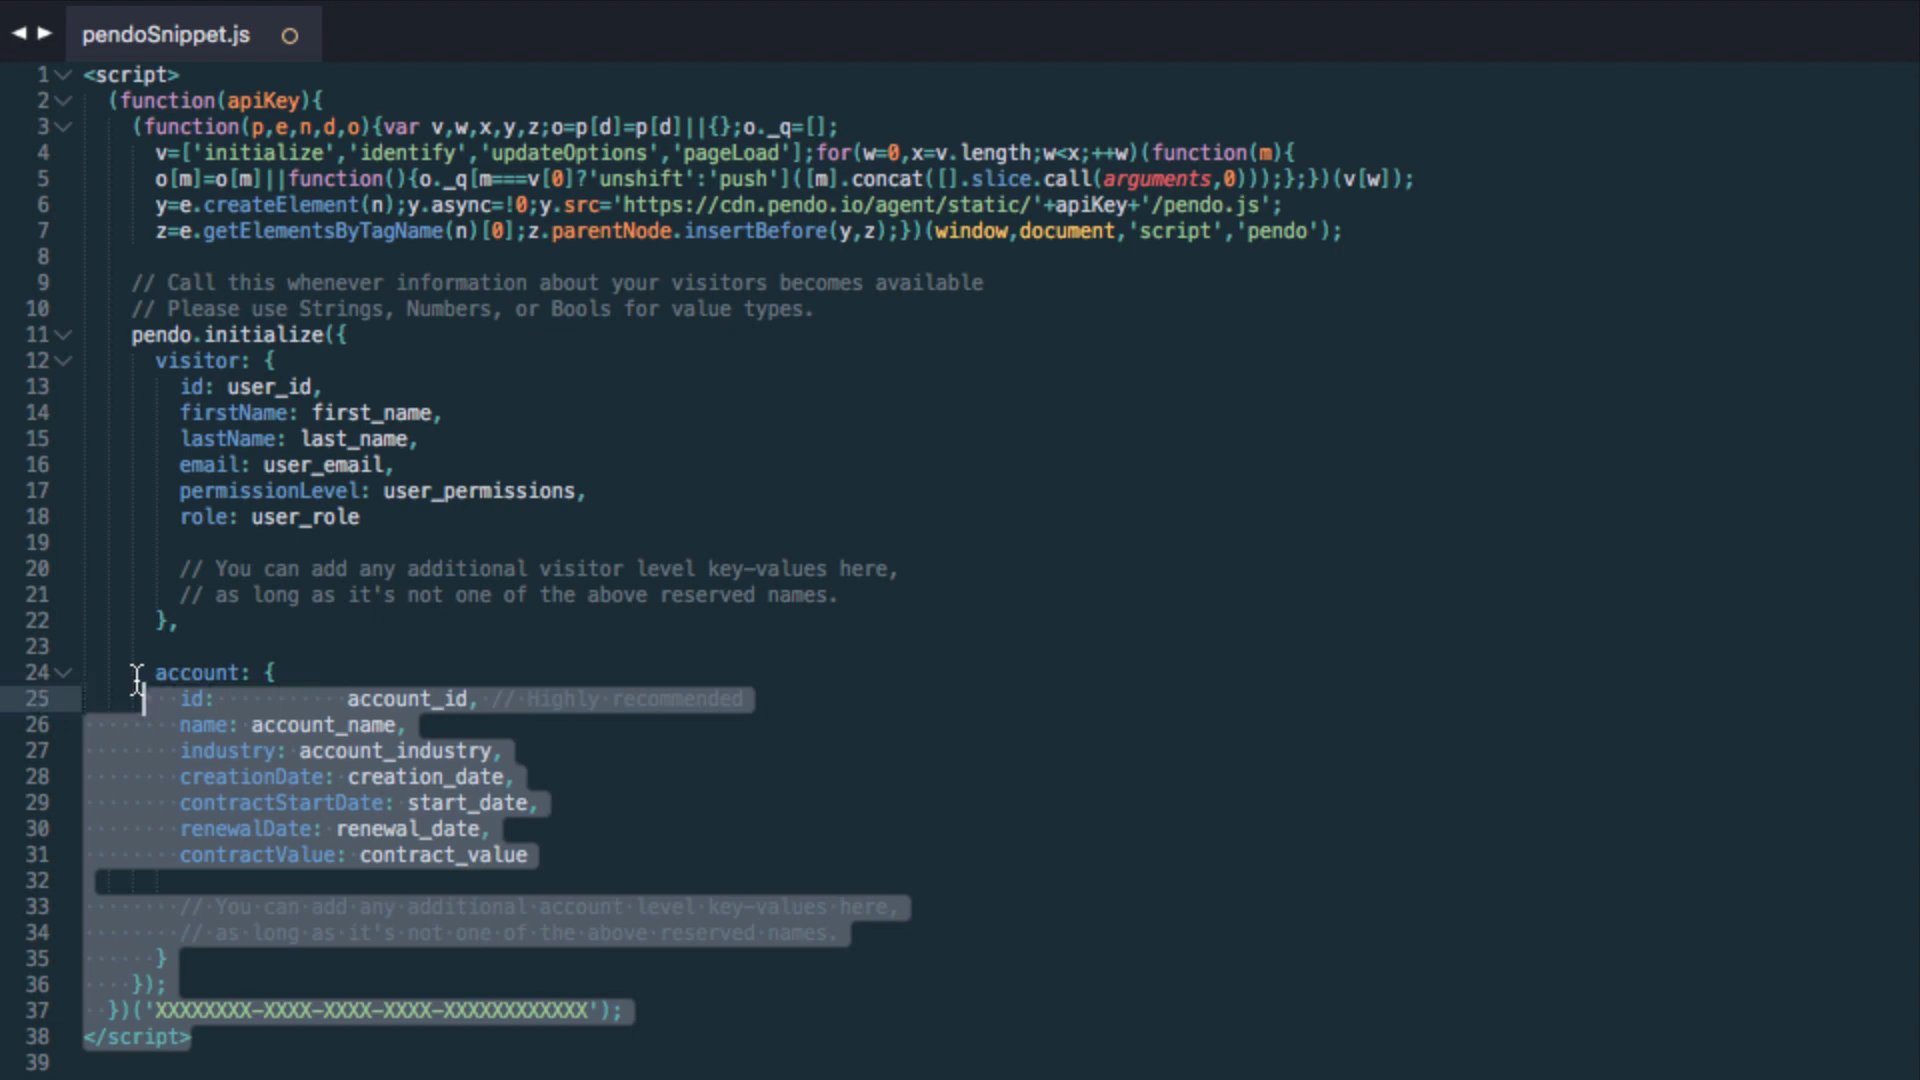 pendoSnippet.js
1 <script>
2 (function(apiKey){
3 (function(p,e,n,d,o){var v,w,x,y,z;o=p[d]=p[d]||{};o._q=[];
4 v=['initialize','identify','updateOptions','pageLoad'];for(w=0,x=v.length;w<x;++w)(function(m){
5 o[m]=o[m]||function(){o._q[m===v[0]?'unshift':'push']([m].concat([].slice.call(arguments,0)));};})(v[w]);
6 y=e.createElement(n);y.async=!0;y.src='https://cdn.pendo.io/agent/static/'+apiKey+'/pendo.js';
7 z=e.getElementsByTagName(n)[0];z.parentNode.insertBefore(y,z);})(window,document,'script','pendo');
8
9 // Call this whenever information about your visitors becomes available
10 // Please use Strings, Numbers, or Bools for value types.
11 pendo.initialize({
12 visitor: {
13 id: user_id,
14 firstName: first_name,
15 lastName: last_name,
16 email: user_email,
17 permissionLevel: user_permissions,
18 role: user_role
19
20 // You can add any additional visitor level key-values here,
21 // as long as it's not one of the above reserved names.
22 },
23
24 account: {
25 id: account_id, // Highly recommended
26 name: account_name,
27 industry: account_industry,
28 creationDate: creation_date,
29 contractStartDate: start_date,
30 renewalDate: renewal_date,
31 contractValue: contract_value
32
33 // You can add any additional account level key-values here,
34 // as long as it's not one of the above reserved names.
35 }
36 });
37 })('XXXXXXXX-XXXX-XXXX-XXXX-XXXXXXXXXXXX');
38 </script>
39